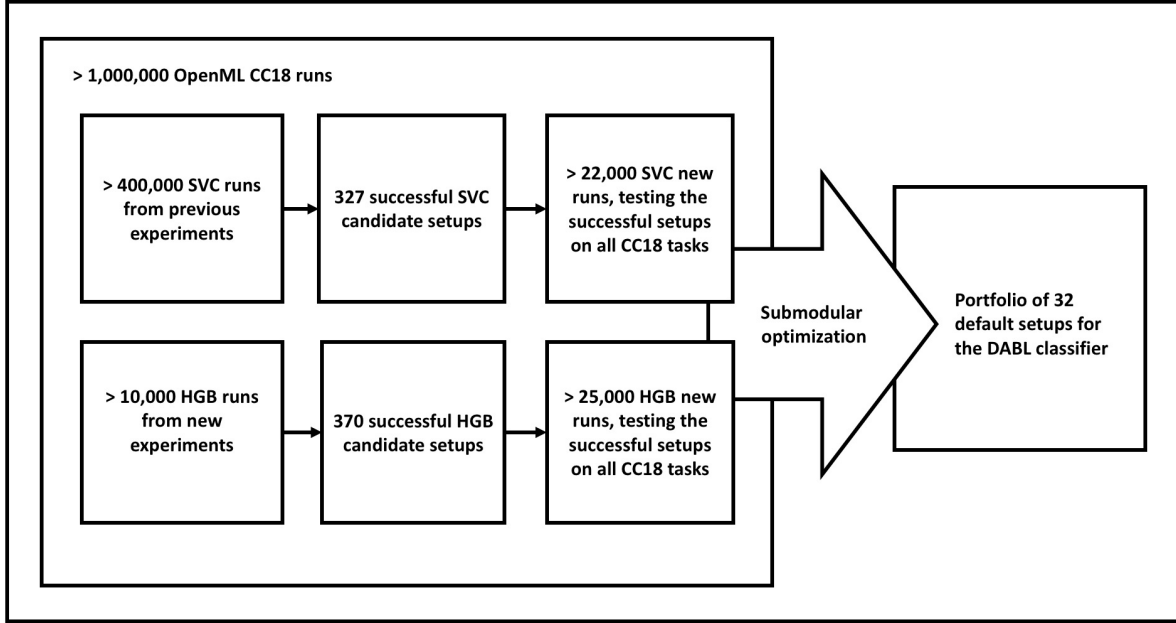 > 1,000,000 OpenML CC18 runs
> 400,000 SVC runs
from previous
experiments
327 successful SVC
candidate setups
> 22,000 SVC new
runs, testing the
successful setups
on all CC18 tasks
> 10,000 HGB runs
from new
experiments
370 successful HGB
candidate setups
> 25,000 HGB new
runs, testing the
successful setups
on all CC18 tasks
Submodular
optimization
Portfolio of 32
default setups for
the DABL classifier